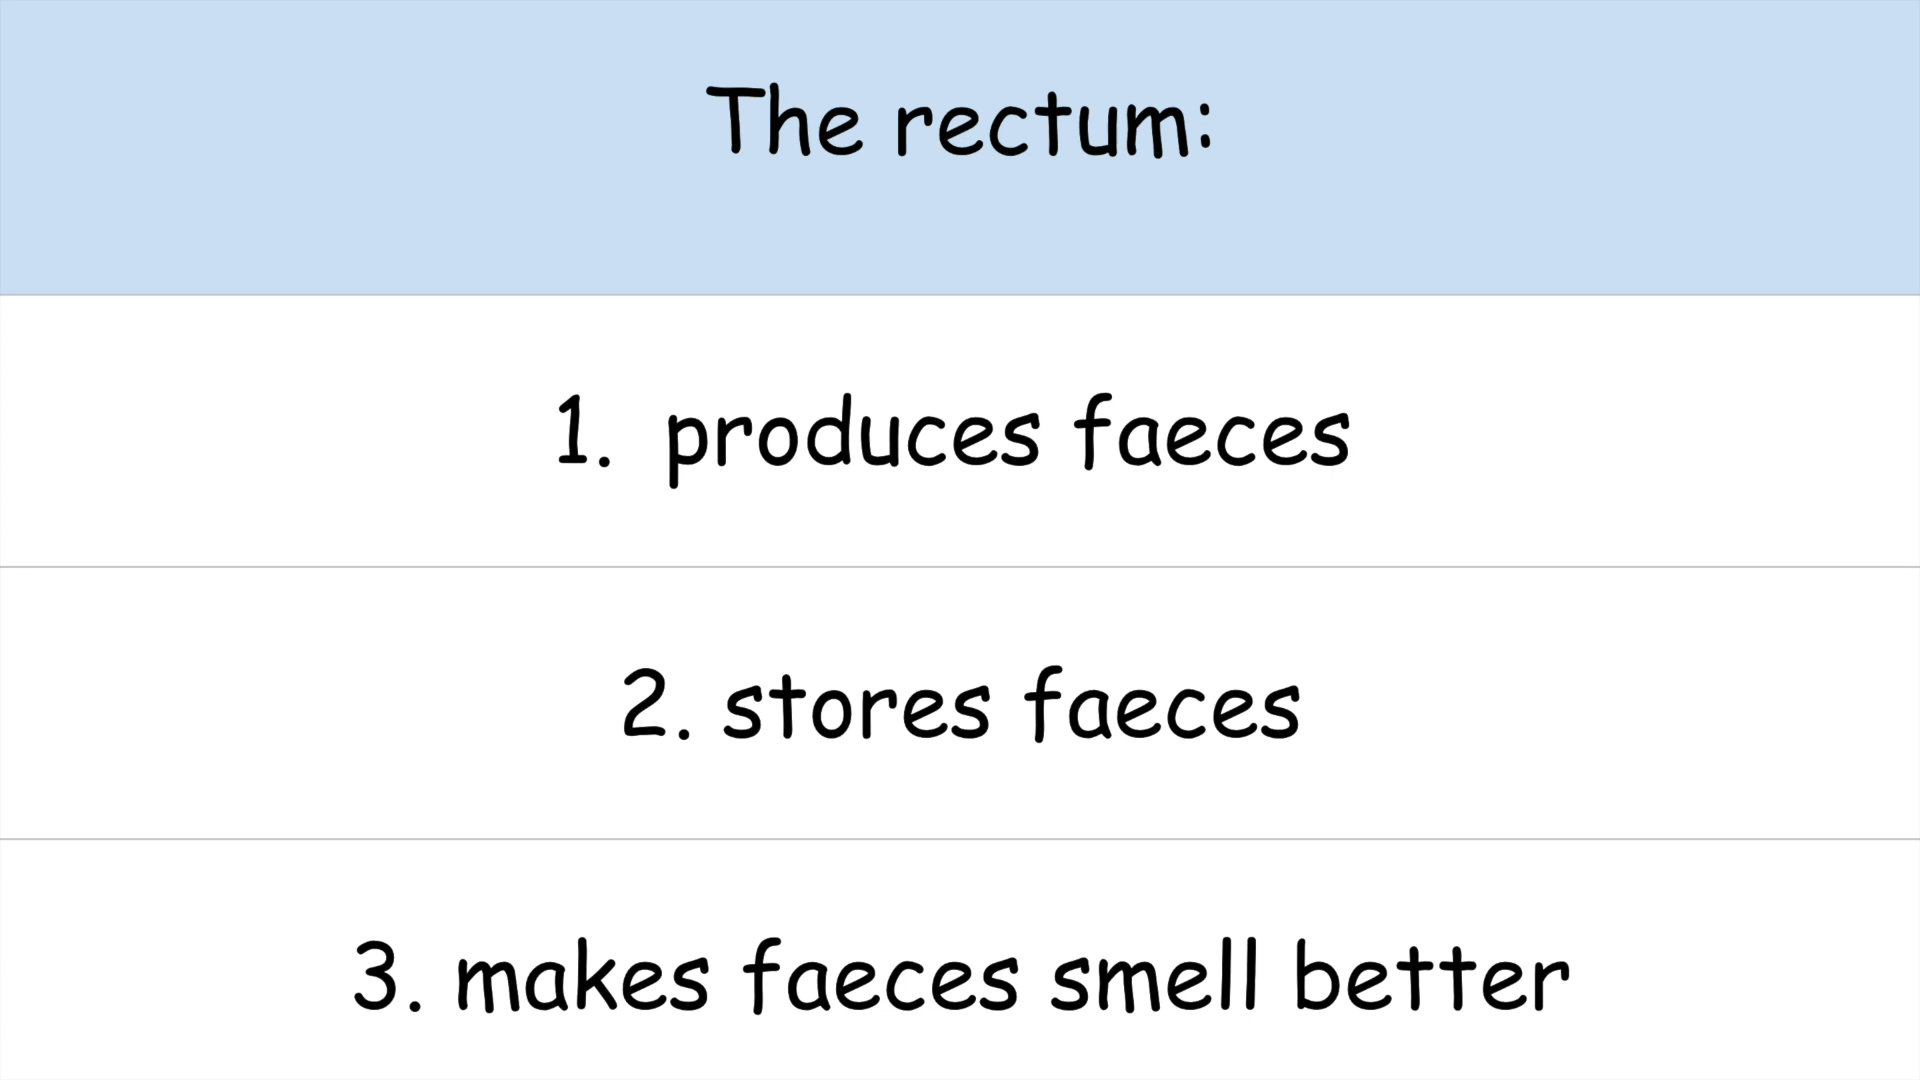 The rectum:
1. produces faeces
2. stores faeces
3. makes faeces smell better